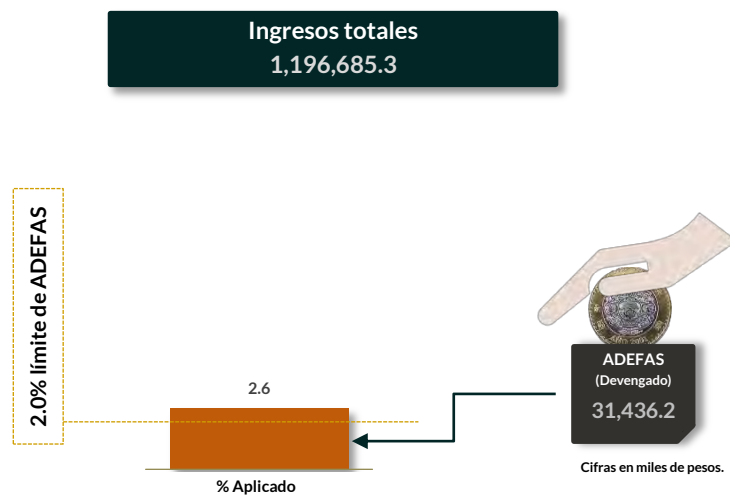 Ingresos totales
1,196,685.3
2.0% límite de ADEFAS
2.6
% Aplicado
ADEFAS
(Devengado)
31,436.2
Cifras en miles de pesos.